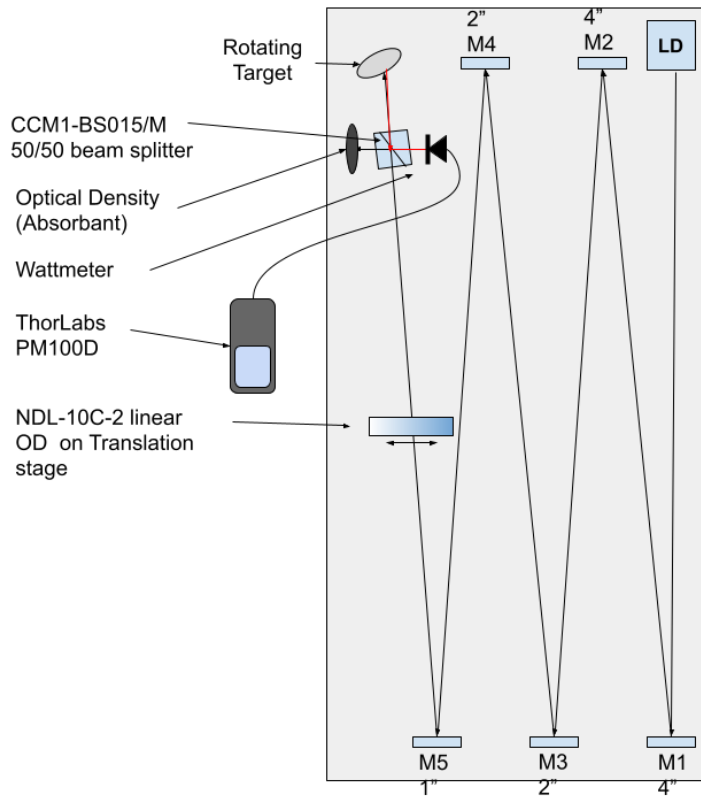 2”
M4
4”
M2
LD
Rotating
Target
CCM1-BS015/M
50/50 beam splitter
Optical Density
(Absorbant)
Wattmeter
ThorLabs
PM100D
NDL-10C-2 linear
OD on Translation
stage
M5
1”
M3
2”
M1
4”